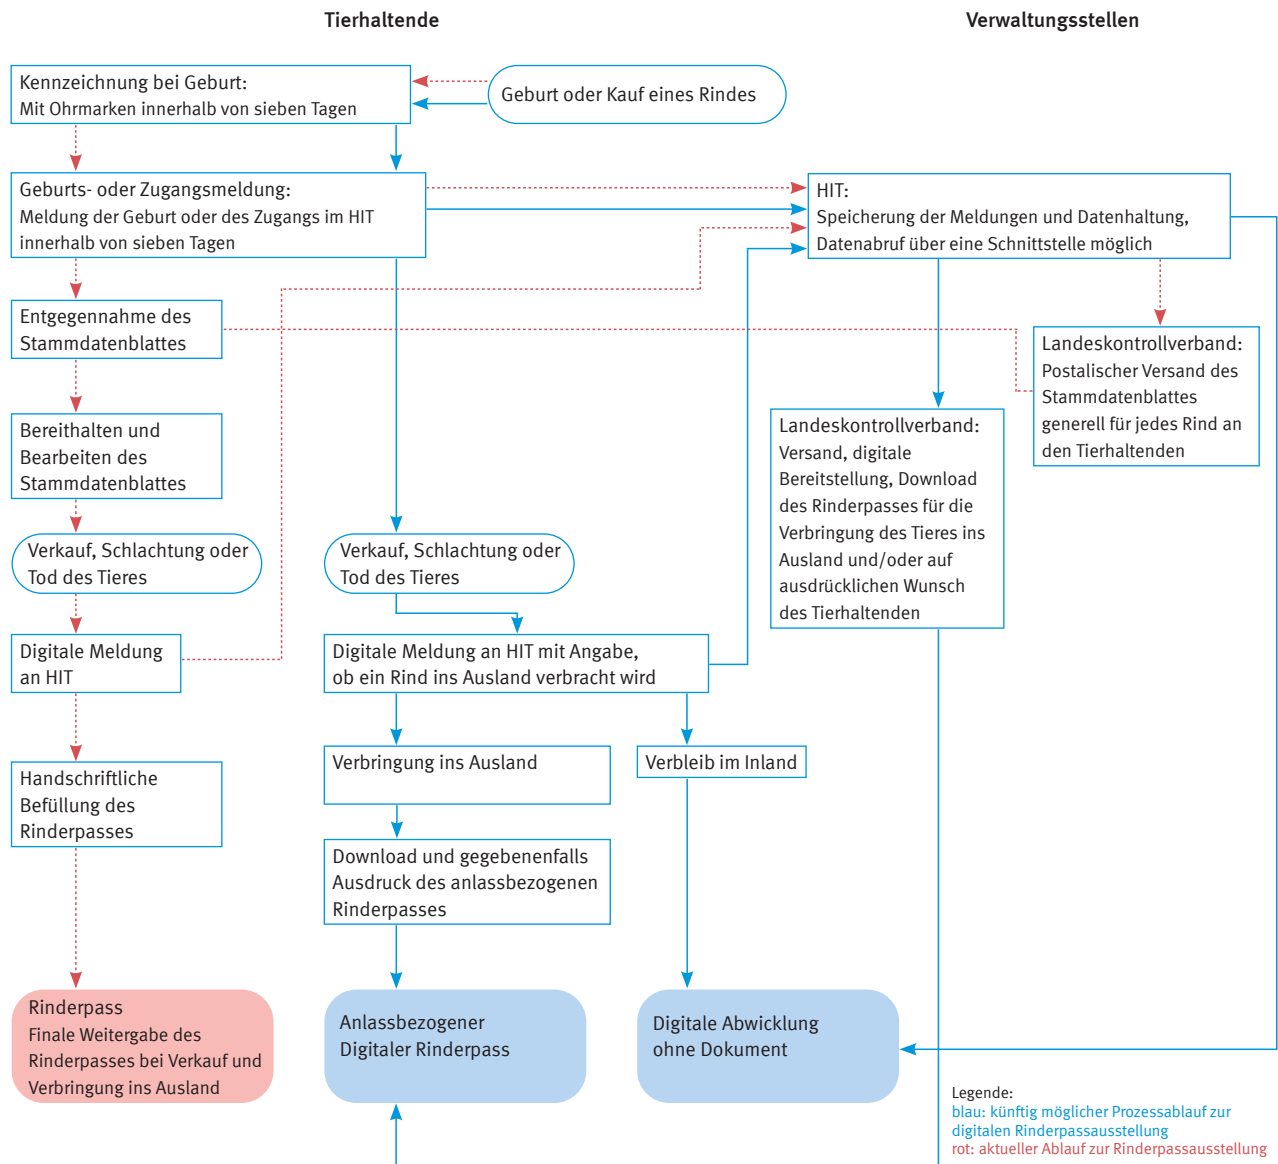 Tierhaltende
Verwaltungsstellen
Kennzeichnung bei Geburt:
Mit Ohrmarken innerhalb von sieben Tagen
Geburt oder Kauf eines Rindes
Geburts- oder Zugangsmeldung:
Meldung der Geburt oder des Zugangs im HIT
innerhalb von sieben Tagen
HIT:
Speicherung der Meldungen und Datenhaltung,
Datenabruf über eine Schnittstelle möglich
Entgegennahme des
Stammdatenblattes
Landeskontrollverband:
Postalischer Versand des
Stammdatenblattes
generell für jedes Rind an
den Tierhaltenden
Bereithalten und
Bearbeiten des
Stammdatenblattes
Landeskontrollverband:
Versand, digitale
Bereitstellung, Download
des Rinderpasses für die
Verbringung des Tieres ins
Ausland und/oder auf
ausdrücklichen Wunsch
des Tierhaltenden
Verkauf, Schlachtung oder
Tod des Tieres
Verkauf, Schlachtung oder
Tod des Tieres
Digitale Meldung
an HIT
Digitale Meldung an HIT mit Angabe,
ob ein Rind ins Ausland verbracht wird
Handschriftliche
Befüllung des
Rinderpasses
Verbringung ins Ausland
Verbleib im Inland
Download und gegebenenfalls
Ausdruck des anlassbezogenen
Rinderpasses
Rinderpass
Finale Weitergabe des
Rinderpasses bei Verkauf und
Verbringung ins Ausland
Anlassbezogener
Digitaler Rinderpass
Digitale Abwicklung
ohne Dokument
Legende:
blau: künftig möglicher Prozessablauf zur
digitalen Rinderpassausstellung
rot: aktueller Ablauf zur Rinderpassausstellung